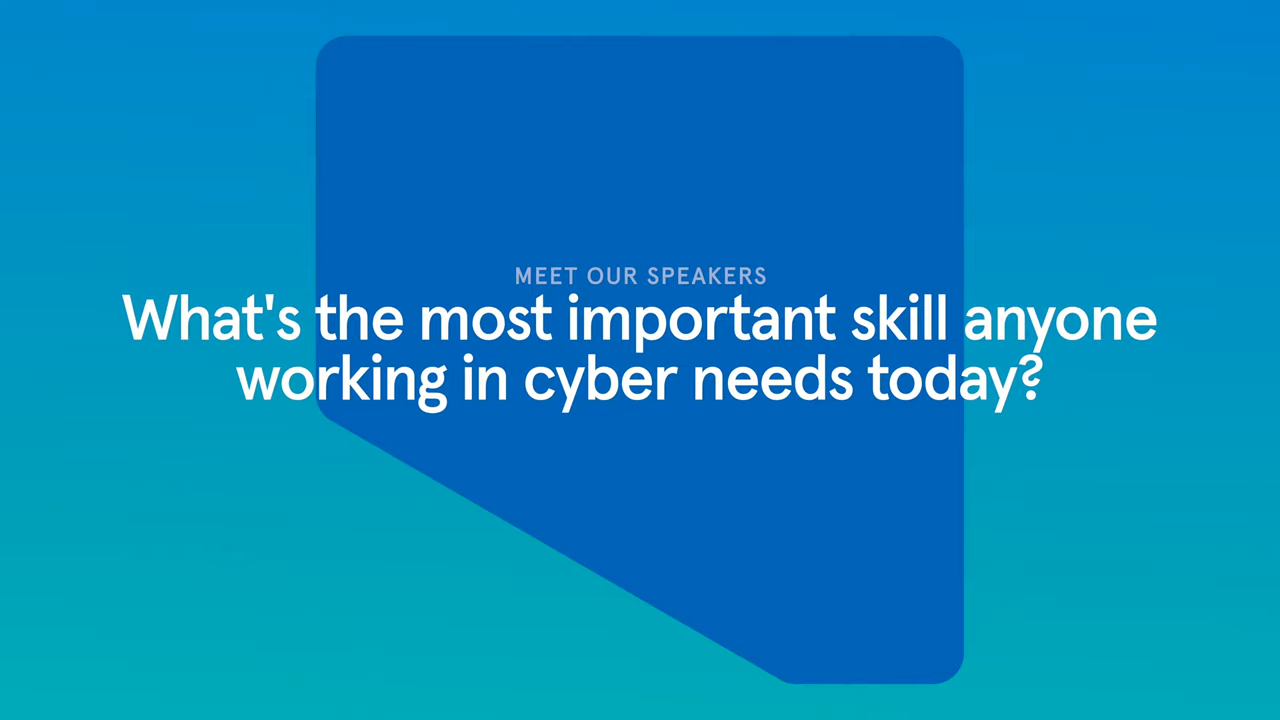 MEET OUR SPEAKERS
What's the most important skill anyone
working in cyber needs today?